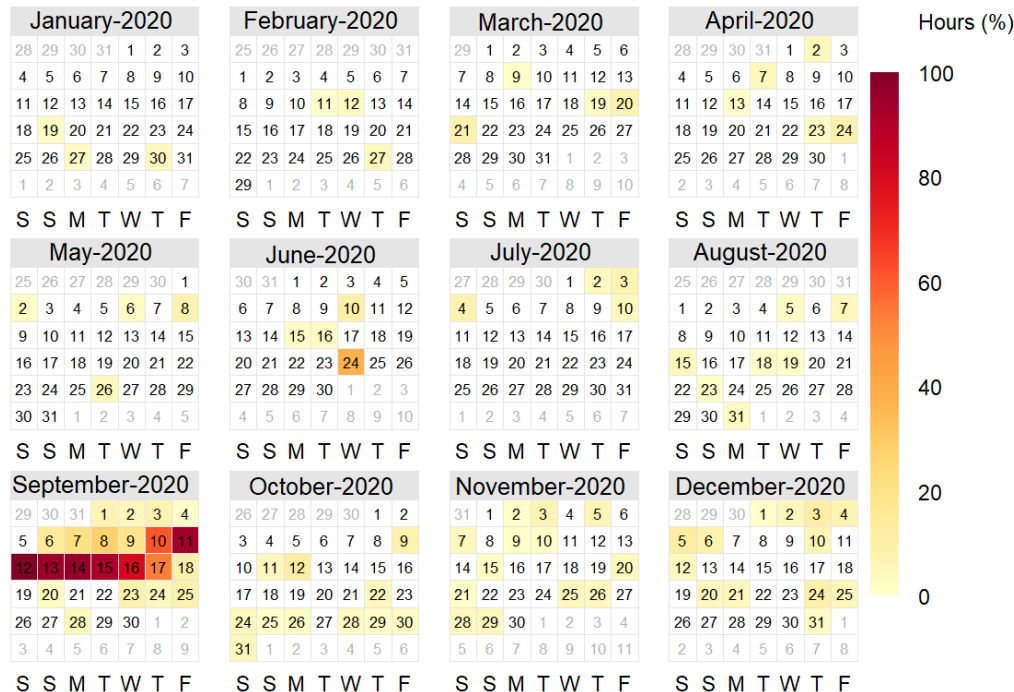 January-2020
28 29 30 31 1 2 3
4 5 6 7 8 9 10
11 12 13 14 15 16 17
18 19 20 21 22 23 24
25 26 27 28 29 30 31
1 2 3 4 5 6 7
S S M T W T F
February-2020
25 26 27 28 29 30 31
1 2 3 4 5 6 7
8 9 10 11 12 13 14
15 16 17 18 19 20 21
22 23 24 25 26 27 28
29 1 2 3 4 5 6
S S M T W T F
March-2020
29 1 2 3 4 5 6
7 8 9 10 11 12 13
14 15 16 17 18 19 20
21 22 23 24 25 26 27
28 29 30 31 1 2 3
4 5 6 7 8 9 10
S S M T W T F
April-2020
28 29 30 31 1 2 3
4 5 6 7 8 9 10
11 12 13 14 15 16 17
18 19 20 21 22 23 24
25 26 27 28 29 30 1
2 3 4 5 6 7 8
S S M T W T F
May-2020
25 26 27 28 29 30 1
2 3 4 5 6 7 8
9 10 11 12 13 14 15
16 17 18 19 20 21 22
23 24 25 26 27 28 29
30 31 1 2 3 4 5
S S M T W T F
June-2020
30 31 1 2 3 4 5
6 7 8 9 10 11 12
13 14 15 16 17 18 19
20 21 22 23 24 25 26
27 28 29 30 1 2 3
4 5 6 7 8 9 10
S S M T W T F
July-2020
27 28 29 30 1 2 3
4 5 6 7 8 9 10
11 12 13 14 15 16 17
18 19 20 21 22 23 24
25 26 27 28 29 30 31
1 2 3 4 5 6 7
S S M T W T F
August-2020
25 26 27 28 29 30 31
1 2 3 4 5 6 7
8 9 10 11 12 13 14
15 16 17 18 19 20 21
22 23 24 25 26 27 28
29 30 31 1 2 3 4
S S M T W T F
September-2020
29 30 31 1 2 3 4
5 6 7 8 9 10 11
12 13 14 15 16 17 18
19 20 21 22 23 24 25
26 27 28 29 30 1 2
3 4 5 6 7 8 9
S S M T W T F
October-2020
26 27 28 29 30 1 2
3 4 5 6 7 8 9
10 11 12 13 14 15 16
17 18 19 20 21 22 23
24 25 26 27 28 29 30
31 1 2 3 4 5 6
S S M T W T F
November-2020
31 1 2 3 4 5 6
7 8 9 10 11 12 13
14 15 16 17 18 19 20
21 22 23 24 25 26 27
28 29 30 1 2 3 4
5 6 7 8 9 10 11
S S M T W T F
December-2020
28 29 30 1 2 3 4
5 6 7 8 9 10 11
12 13 14 15 16 17 18
19 20 21 22 23 24 25
26 27 28 29 30 31 1
2 3 4 5 6 7 8
S S M T W T F
Hours (%)
100
80
60
40
20
0